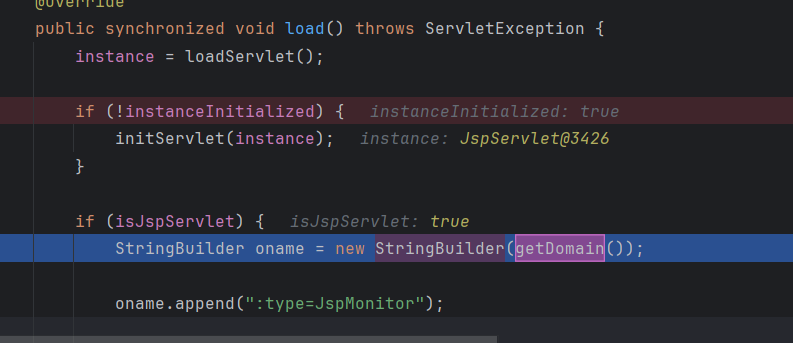 @Override
public synchronized void load() throws ServletException {
instance = loadServlet();
if (!instanceInitialized) { instanceInitialized: true
initServlet(instance); instance: JspServlet@3426
}
if (isJspServlet) { isJspServlet: true
StringBuilder oname = new StringBuilder(getDomain());
oname.append(":type=JspMonitor");